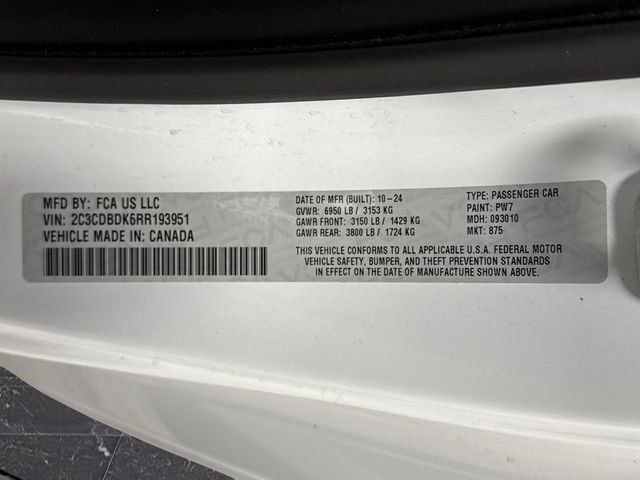 MFD BY: FCA US LLC
VIN: 2C3CDBDK6RR193951
VEHICLE MADE IN: CANADA
DATE OF MFR (BUILT): 10-24
GVWR: 6950 LB / 3153 KG
GAWR FRONT: 3150 LB / 1429 KG
GAWR REAR: 3800 LB / 1724 KG
TYPE: PASSENGER CAR
PAINT: PW7
MDH: 093010
MKT: 875
THIS VEHICLE CONFORMS TO ALL APPLICABLE U.S.A. FEDERAL MOTOR
VEHICLE SAFETY, BUMPER, AND THEFT PREVENTION STANDARDS
IN EFFECT ON THE DATE OF MANUFACTURE SHOWN ABOVE.